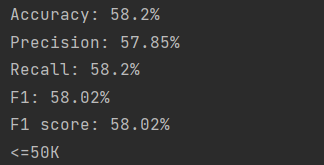 Accuracy: 58.2%
Precision: 57.85%
Recall: 58.2%
F1: 58.02%
F1 score: 58.02%
<=50K